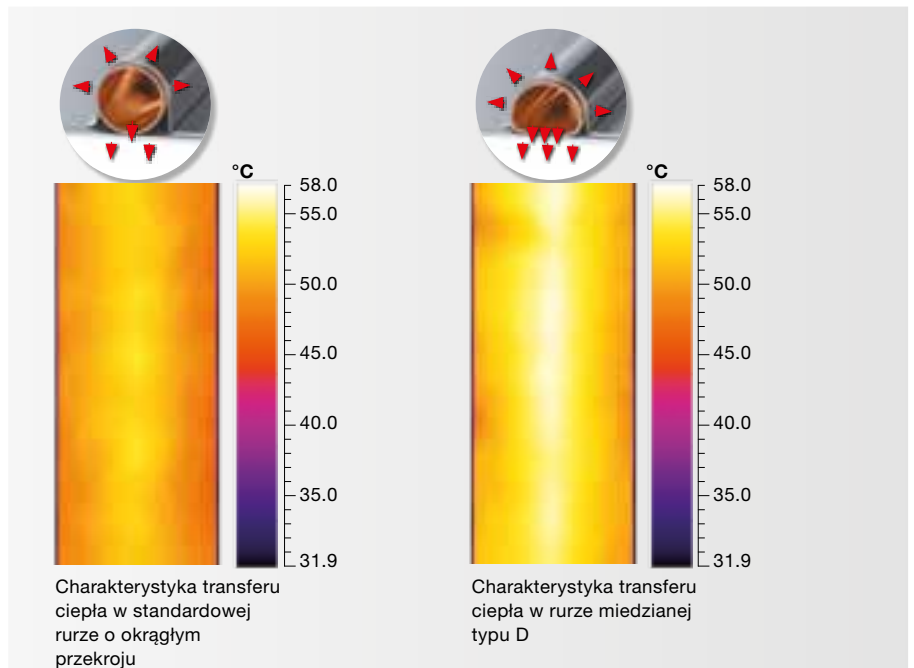 °C
58.0
55.0
50.0
45.0
40.0
35.0
31.9
Charakterystyka transferu
ciepła w standardowej
rurze o okrągłym
przekroju
°C
58.0
55.0
50.0
45.0
40.0
35.0
31.9
Charakterystyka transferu
ciepła w rurze miedzianej
typu D